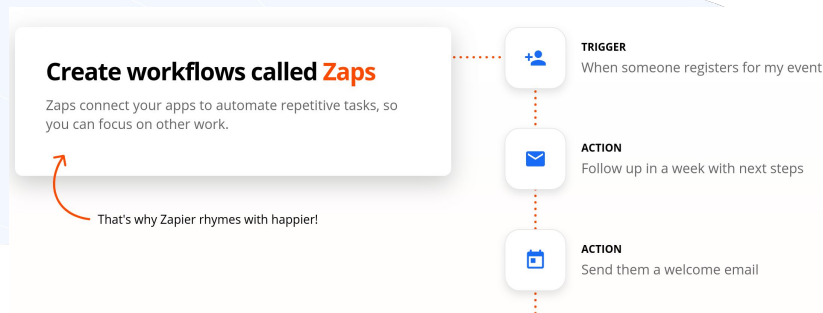 Create workflows called Zaps
Zaps connect your apps to automate repetitive tasks, so
you can focus on other work.
That's why Zapier rhymes with happier!
TRIGGER
When someone registers for my event
ACTION
Follow up in a week with next steps
ACTION
Send them a welcome email